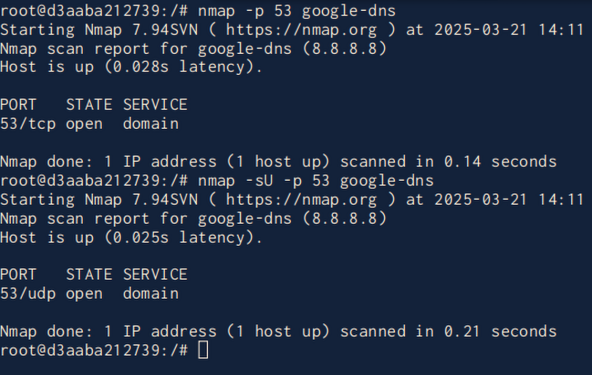 root@d3aaba212739:/# nmap -p 53 google-dns
Starting Nmap 7.94SVN ( https://nmap.org ) at 2025-03-21 14:11
Nmap scan report for google-dns (8.8.8.8)
Host is up (0.028s latency).
PORT   STATE SERVICE
53/tcp open  domain
Nmap done: 1 IP address (1 host up) scanned in 0.14 seconds
root@d3aaba212739:/# nmap -sU -p 53 google-dns
Starting Nmap 7.94SVN ( https://nmap.org ) at 2025-03-21 14:11
Nmap scan report for google-dns (8.8.8.8)
Host is up (0.025s latency).
PORT   STATE SERVICE
53/udp open  domain
Nmap done: 1 IP address (1 host up) scanned in 0.21 seconds
root@d3aaba212739:/#